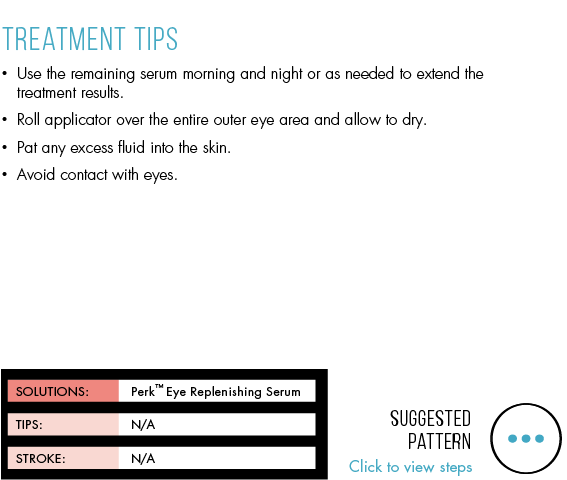 TREATMENT TIPS
• Use the remaining serum morning and night or as needed to extend the
treatment results.
• Roll applicator over the entire outer eye area and allow to dry.
• Pat any excess fluid into the skin.
• Avoid contact with eyes.
SOLUTIONS: Perk™ Eye Replenishing Serum
TIPS: N/A
STROKE: N/A
SUGGESTED
PATTERN
Click to view steps